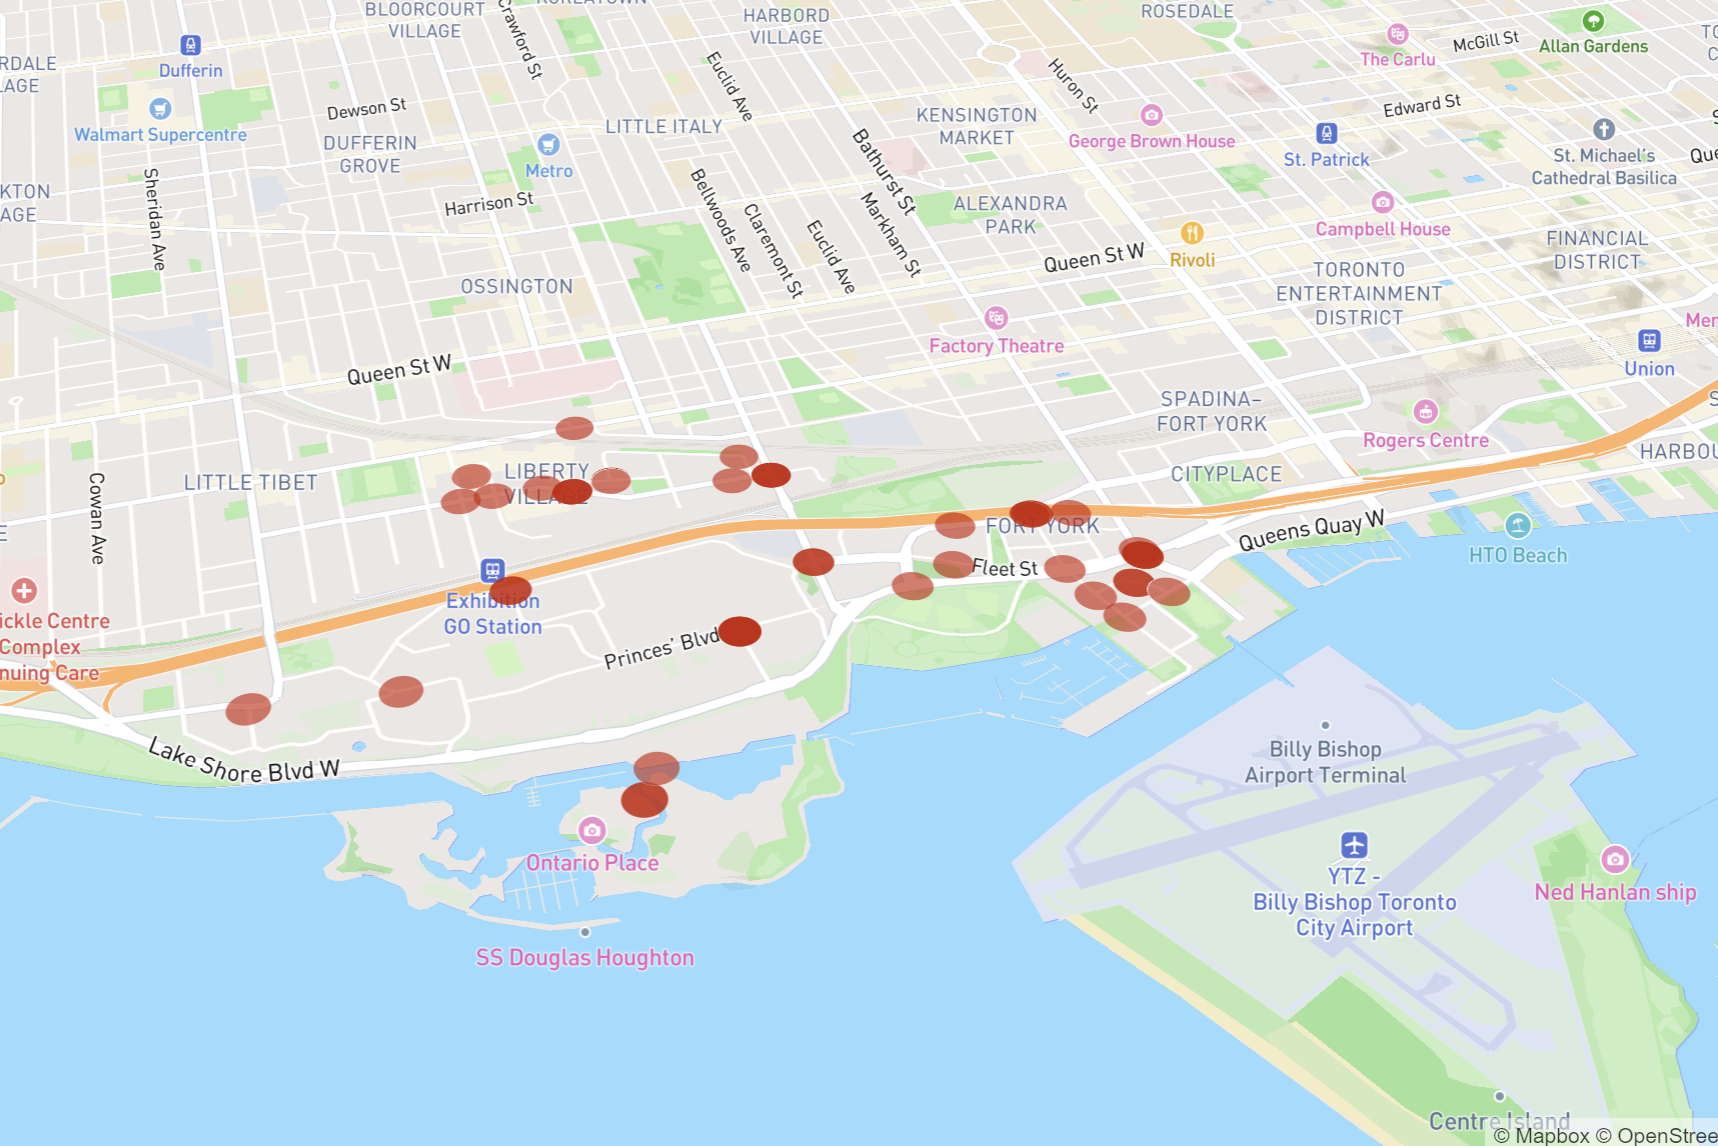 BLOORCOURT
VILLAGE
KOREATOWN
HARBORD
VILLAGE
ROSEDALE
Crawford St
Dufferin
Euclid Ave
Huron St
The Carlu
McGill St
Allan Gardens
RDALE
LAGE
Walmart Supercentre
Dewson St
DUFFERIN
GROVE
LITTLE ITALY
Metro
KENSINGTON
MARKET
George Brown House
Edward St
St. Patrick
St. Michael's
Cathedral Basilica
Que
KTON
AGE
Sheridan Ave
Harrison St
Bellwoods Ave
Claremont St
Euclid Ave
Markham St
Bathurst St
ALEXANDRA
PARK
Campbell House
Queen St W
Rivoli
FINANCIAL
DISTRICT
OSSINGTON
TORONTO
ENTERTAINMENT
DISTRICT
Factory Theatre
Mer
Union
Queen St W
SPADINA–
FORT YORK
Rogers Centre
HARBOU
LITTLE TIBET
LIBERTY
VILLAGE
CITYPLACE
Cowan Ave
FORT YORK
Queens Quay W
HTO Beach
Fleet St
Exhibition
GO Station
ickle Centre
Complex
nuing Care
Princes' Blvd
Lake Shore Blvd W
Billy Bishop
Airport Terminal
Ontario Place
YTZ -
Billy Bishop Toronto
City Airport
Ned Hanlan ship
SS Douglas Houghton
Centre Island
© Mapbox © OpenStree